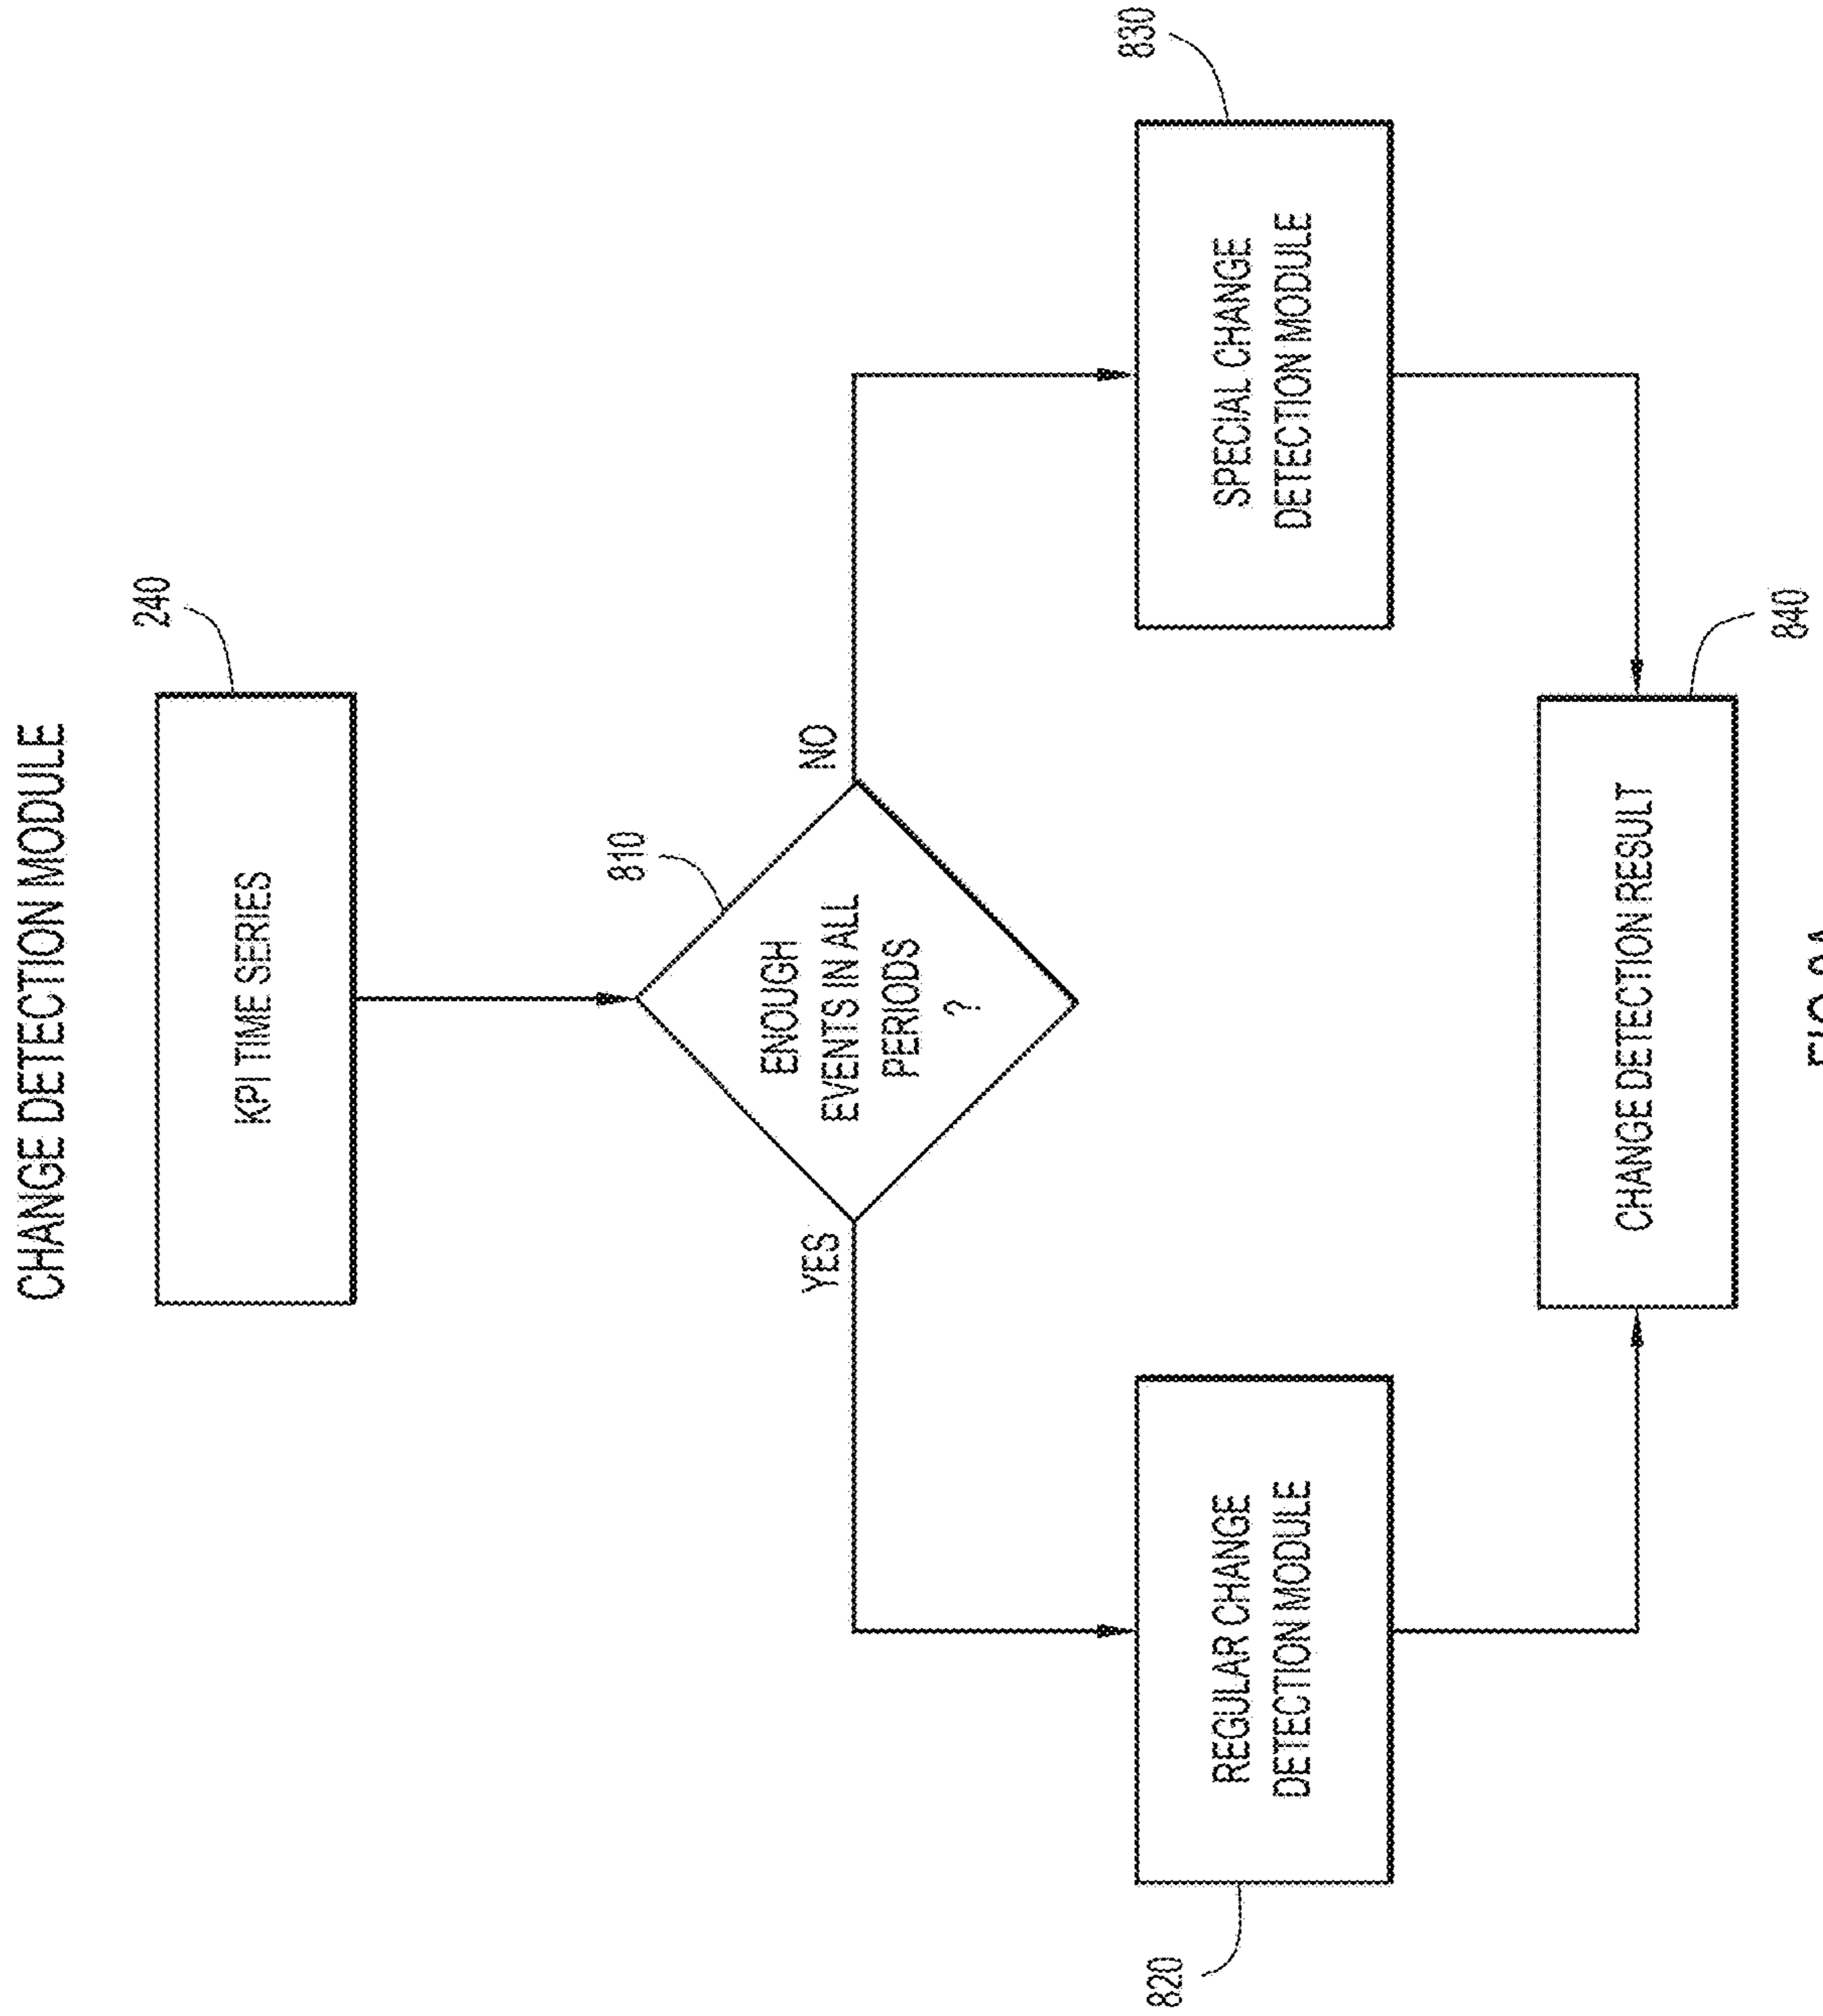 CHANGE DETECTION MODULE
240
KPI TIME SERIES
810
ENOUGH
EVENTS IN ALL
PERIODS
?
YES
NO
820
REGULAR CHANGE
DETECTION MODULE
830
SPECIAL CHANGE
DETECTION MODULE
CHANGE DETECTION RESULT
840